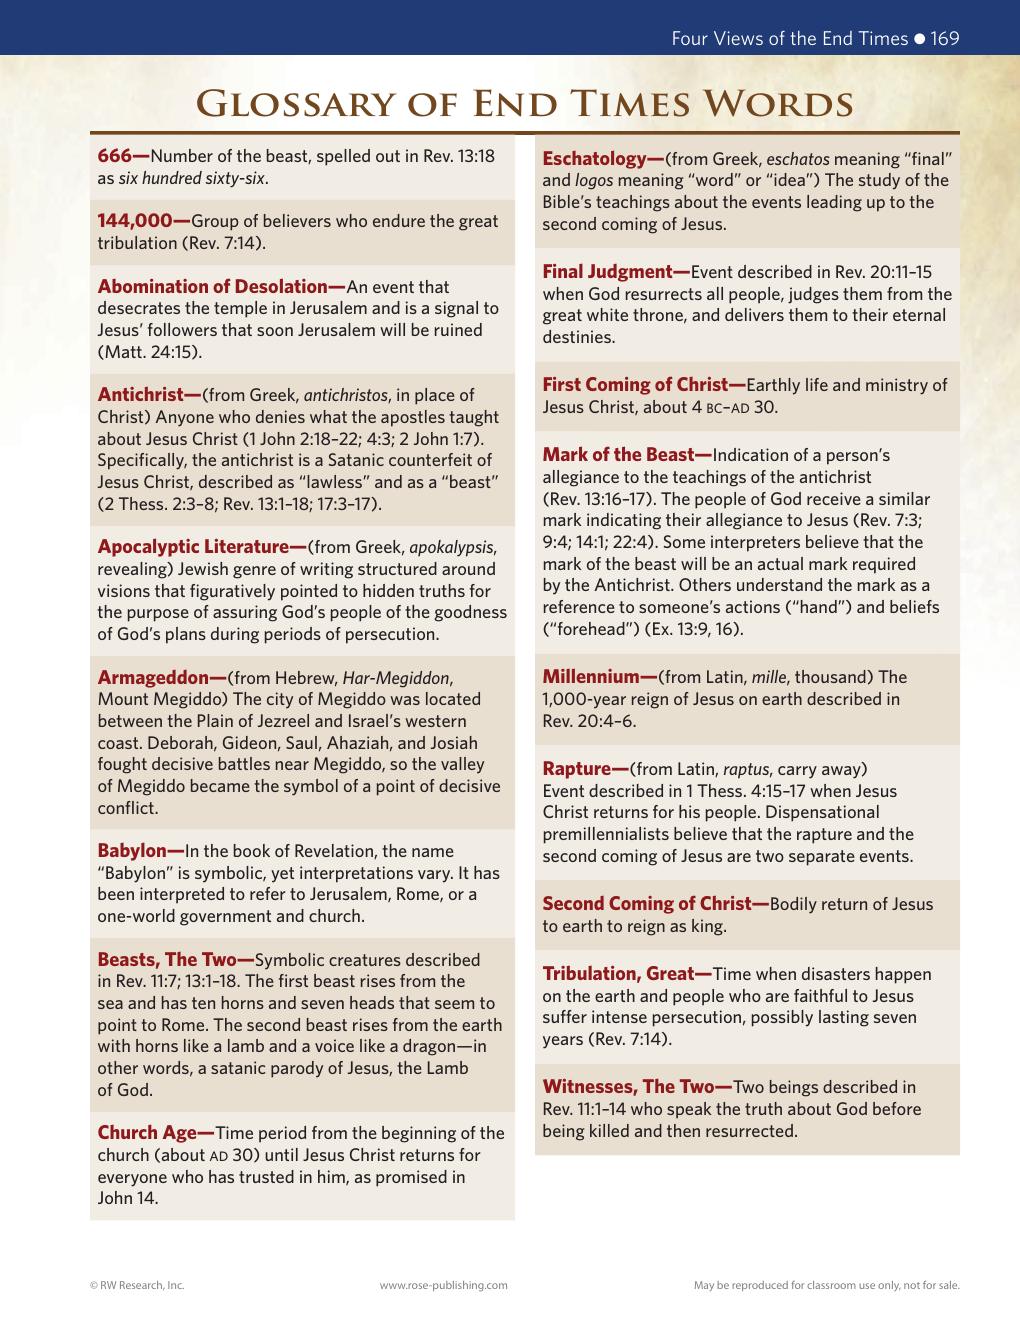 Four Views of the End Times ● 169
Glossary of End Times Words
666—Number of the beast, spelled out in Rev. 13:18
as six hundred sixty-six.
144,000—Group of believers who endure the great
tribulation (Rev. 7:14).
Abomination of Desolation—An event that
desecrates the temple in Jerusalem and is a signal to
Jesus’ followers that soon Jerusalem will be ruined
(Matt. 24:15).
Antichrist—(from Greek, antichristos, in place of
Christ) Anyone who denies what the apostles taught
about Jesus Christ (1 John 2:18–22; 4:3; 2 John 1:7).
Specifically, the antichrist is a Satanic counterfeit of
Jesus Christ, described as “lawless” and as a “beast”
(2 Thess. 2:3–8; Rev. 13:1–18; 17:3–17).
Apocalyptic Literature—(from Greek, apokalypsis,
revealing) Jewish genre of writing structured around
visions that figuratively pointed to hidden truths for
the purpose of assuring God’s people of the goodness
of God’s plans during periods of persecution.
Armageddon—(from Hebrew, Har-Megiddon,
Mount Megiddo) The city of Megiddo was located
between the Plain of Jezreel and Israel’s western
coast. Deborah, Gideon, Saul, Ahaziah, and Josiah
fought decisive battles near Megiddo, so the valley
of Megiddo became the symbol of a point of decisive
conflict.
Babylon—In the book of Revelation, the name
“Babylon” is symbolic, yet interpretations vary. It has
been interpreted to refer to Jerusalem, Rome, or a
one-world government and church.
Beasts, The Two—Symbolic creatures described
in Rev. 11:7; 13:1–18. The first beast rises from the
sea and has ten horns and seven heads that seem to
point to Rome. The second beast rises from the earth
with horns like a lamb and a voice like a dragon—in
other words, a satanic parody of Jesus, the Lamb
of God.
Church Age—Time period from the beginning of the
church (about AD 30) until Jesus Christ returns for
everyone who has trusted in him, as promised in
John 14.
Eschatology—(from Greek, eschatos meaning “final”
and logos meaning “word” or “idea”) The study of the
Bible’s teachings about the events leading up to the
second coming of Jesus.
Final Judgment—Event described in Rev. 20:11–15
when God resurrects all people, judges them from the
great white throne, and delivers them to their eternal
destinies.
First Coming of Christ—Earthly life and ministry of
Jesus Christ, about 4 BC–AD 30.
Mark of the Beast—Indication of a person’s
allegiance to the teachings of the antichrist
(Rev. 13:16–17). The people of God receive a similar
mark indicating their allegiance to Jesus (Rev. 7:3;
9:4; 14:1; 22:4). Some interpreters believe that the
mark of the beast will be an actual mark required
by the Antichrist. Others understand the mark as a
reference to someone’s actions (“hand”) and beliefs
(“forehead”) (Ex. 13:9, 16).
Millennium—(from Latin, mille, thousand) The
1,000-year reign of Jesus on earth described in
Rev. 20:4–6.
Rapture—(from Latin, raptus, carry away)
Event described in 1 Thess. 4:15–17 when Jesus
Christ returns for his people. Dispensational
premillennialists believe that the rapture and the
second coming of Jesus are two separate events.
Second Coming of Christ—Bodily return of Jesus
to earth to reign as king.
Tribulation, Great—Time when disasters happen
on the earth and people who are faithful to Jesus
suffer intense persecution, possibly lasting seven
years (Rev. 7:14).
Witnesses, The Two—Two beings described in
Rev. 11:1–14 who speak the truth about God before
being killed and then resurrected.
© RW Research, Inc.
www.rose-publishing.com
May be reproduced for classroom use only, not for sale.